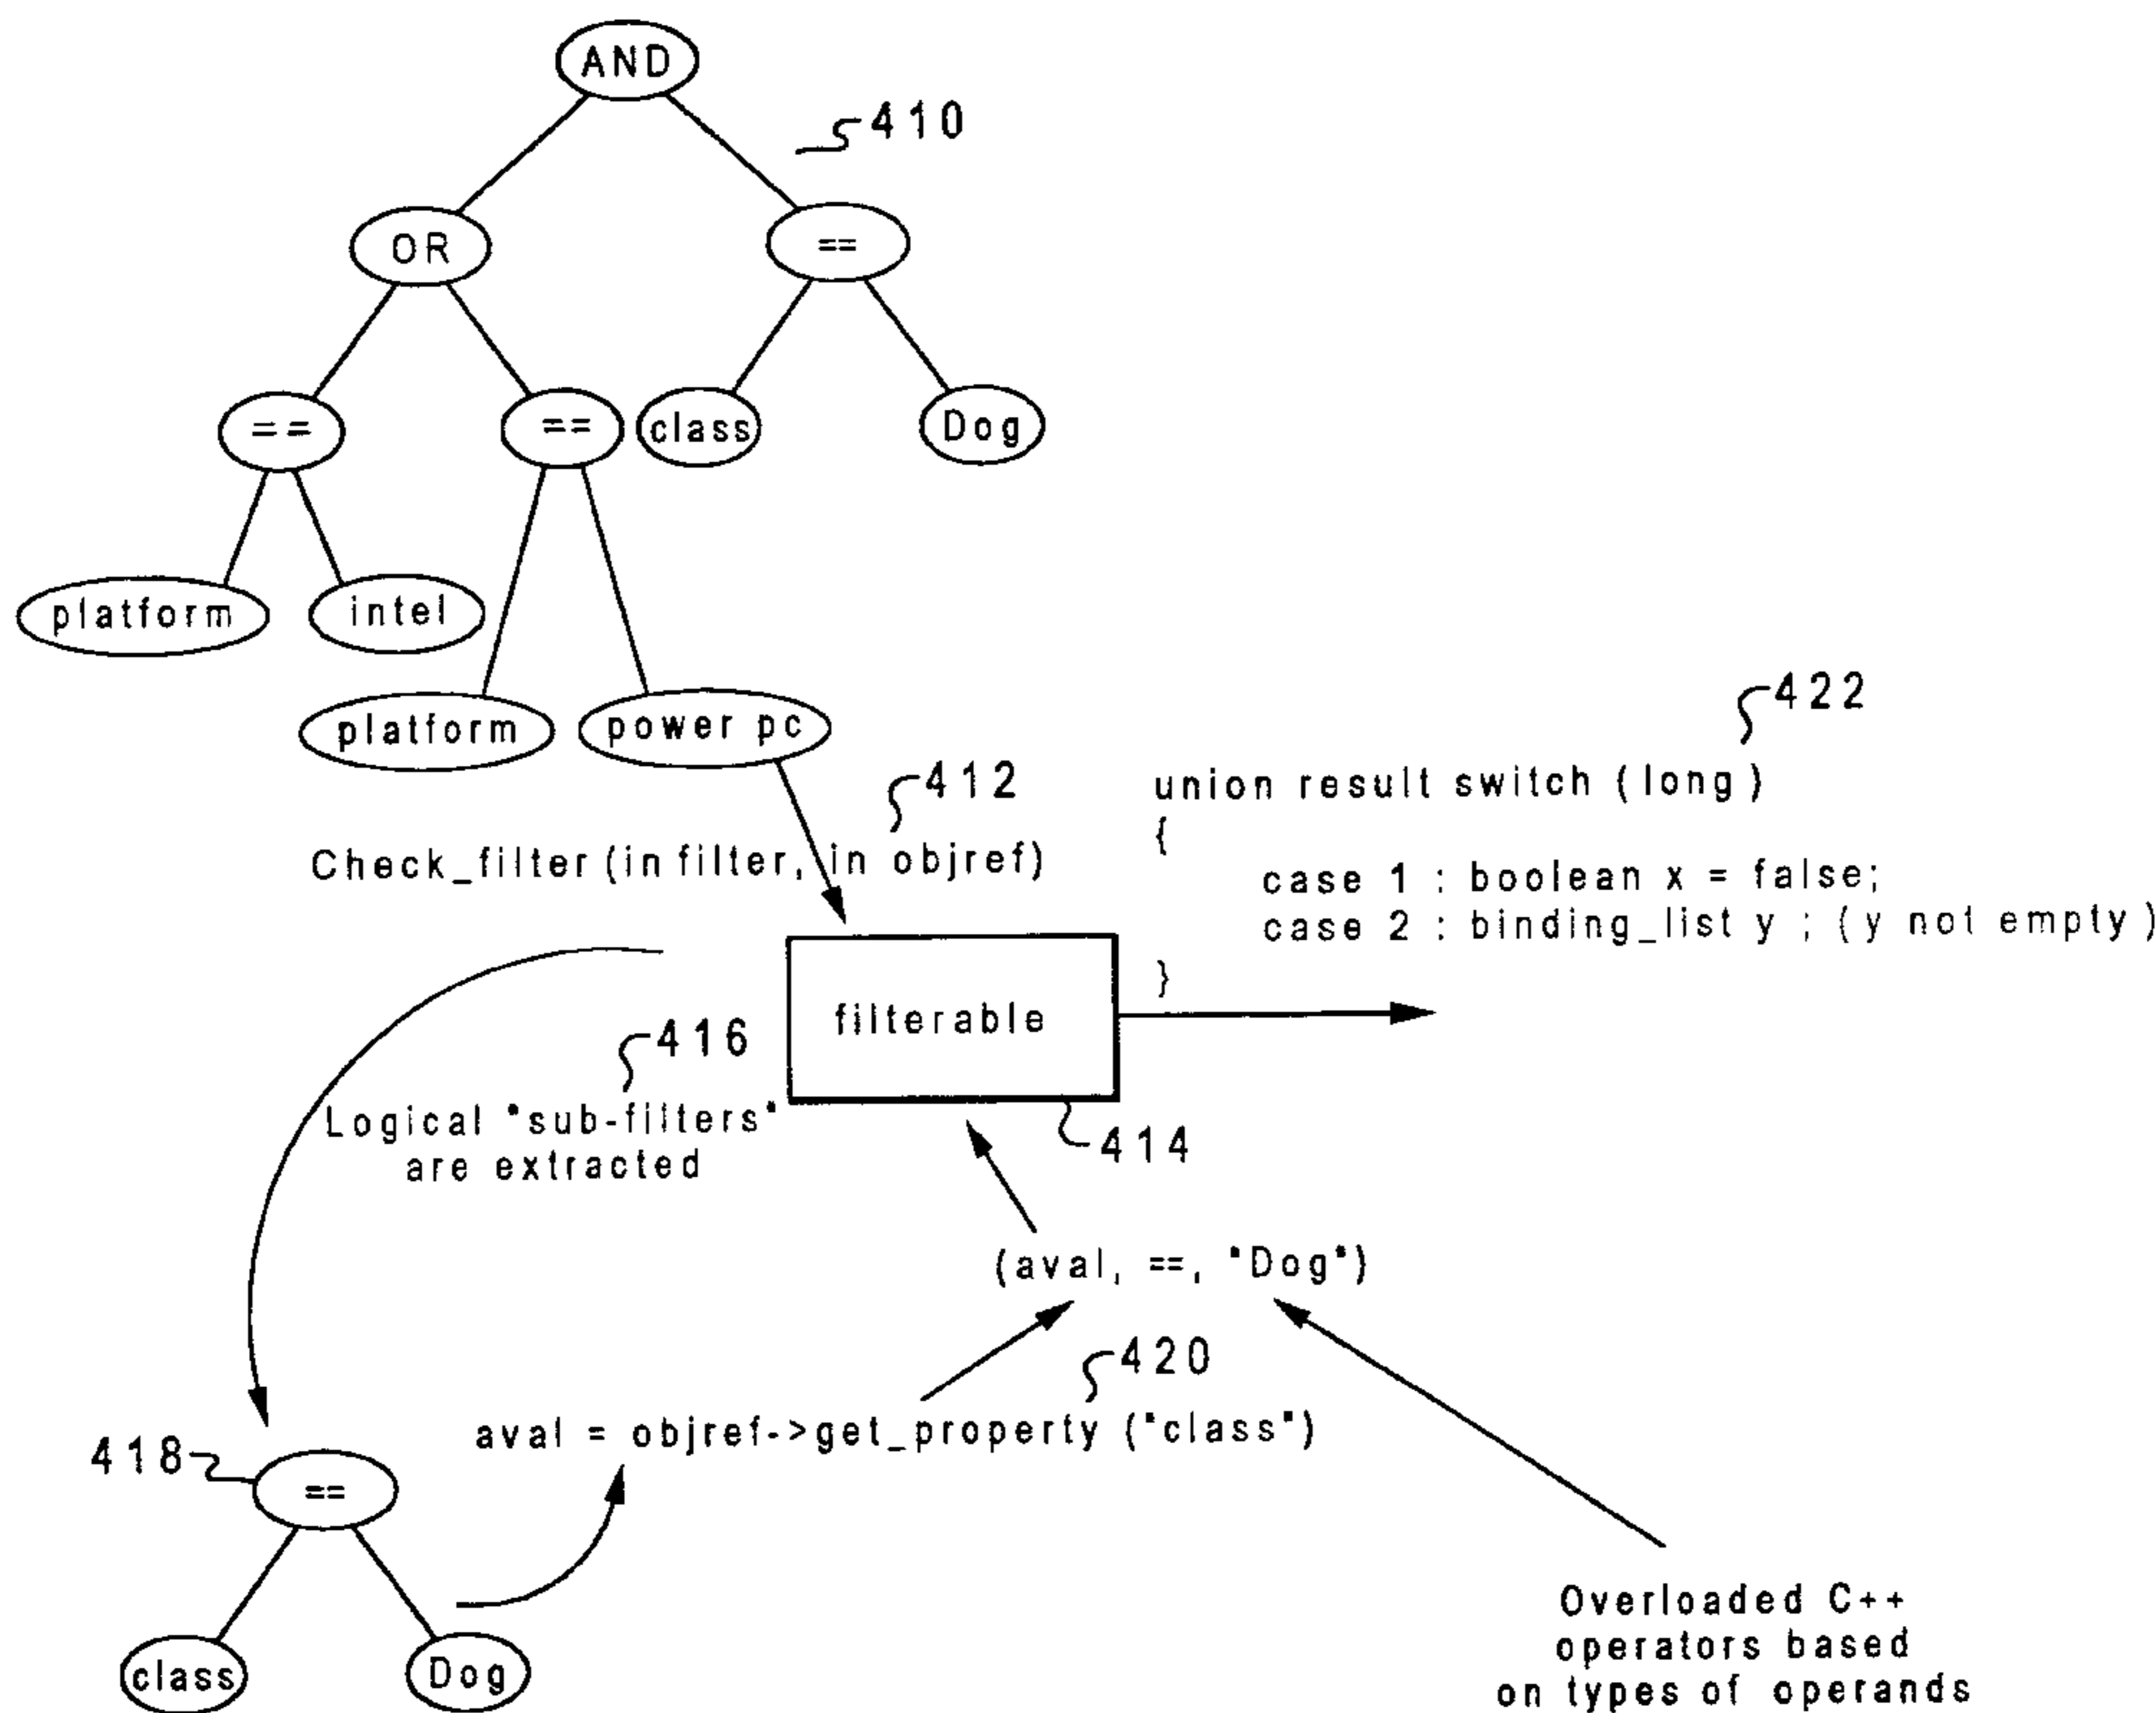 AND
410
OR
==
==
==
class
Dog
platform
intel
platform
power pc
422
412
union result switch (long)
{
Check_filter (in filter, in objref)
case 1 : boolean x = false;
case 2 : binding_list y ; (y not empty)
}
filterable
416
Logical "sub-filters"
are extracted
414
(aval, ==, "Dog")
420
aval = objref->get_property ("class")
418
==
class
Dog
Overloaded C++
operators based
on types of operands